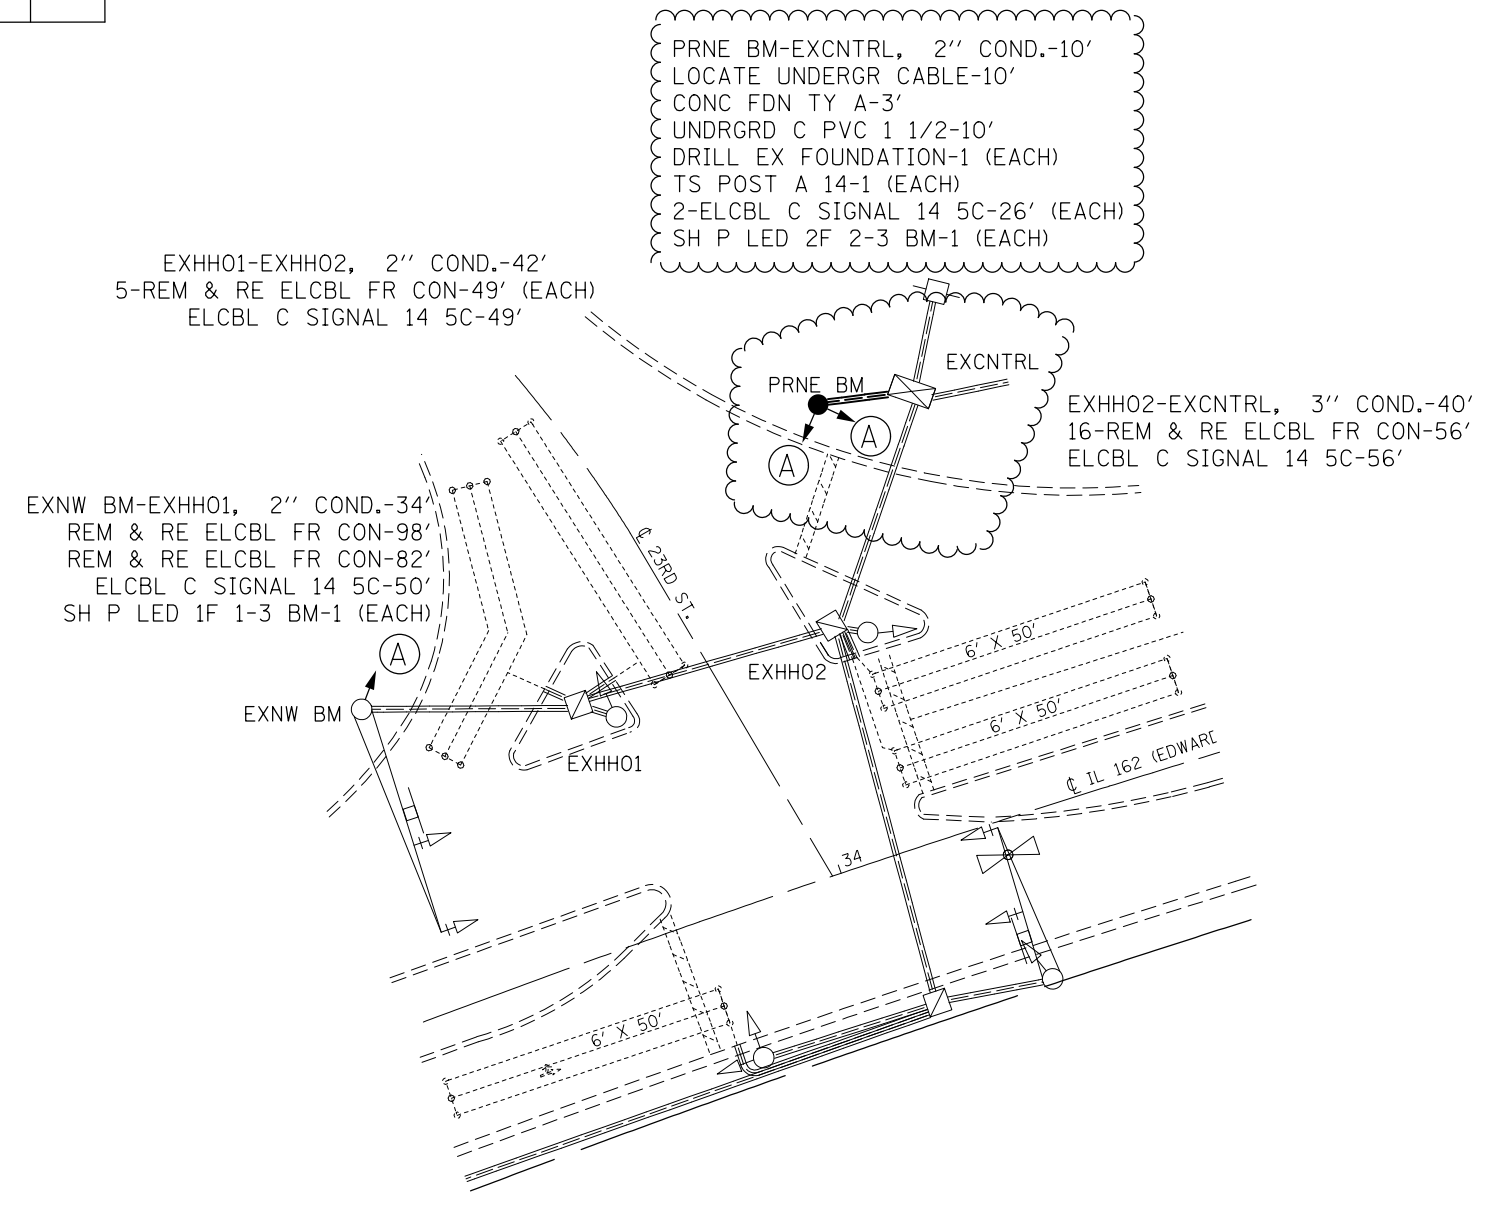 PRNE BM-EXCNTRL, 2'' COND.-10'
LOCATE UNDERGR CABLE-10'
CONC FDN TY A-3'
UNDRGRD C PVC 1 1/2-10'
DRILL EX FOUNDATION-1 (EACH)
TS POST A 14-1 (EACH)
2-ELCBL C SIGNAL 14 5C-26' (EACH)
SH P LED 2F 2-3 BM-1 (EACH)
EXHH01-EXHH02, 2'' COND.-42'
5-REM & RE ELCBL FR CON-49' (EACH)
ELCBL C SIGNAL 14 5C-49'
EXCNTRL
PRNE BM
A
A
EXHH02-EXCNTRL, 3'' COND.-40'
16-REM & RE ELCBL FR CON-56'
ELCBL C SIGNAL 14 5C-56'
EXNW BM-EXHH01, 2'' COND.-34'
REM & RE ELCBL FR CON-98'
REM & RE ELCBL FR CON-82'
ELCBL C SIGNAL 14 5C-50'
SH P LED 1F 1-3 BM-1 (EACH)
℄ 23RD ST.
A
6' X 50'
EXHH02
EXNW BM
6' X 50'
EXHH01
℄ IL 162 (EDWARD
34
6' X 50'